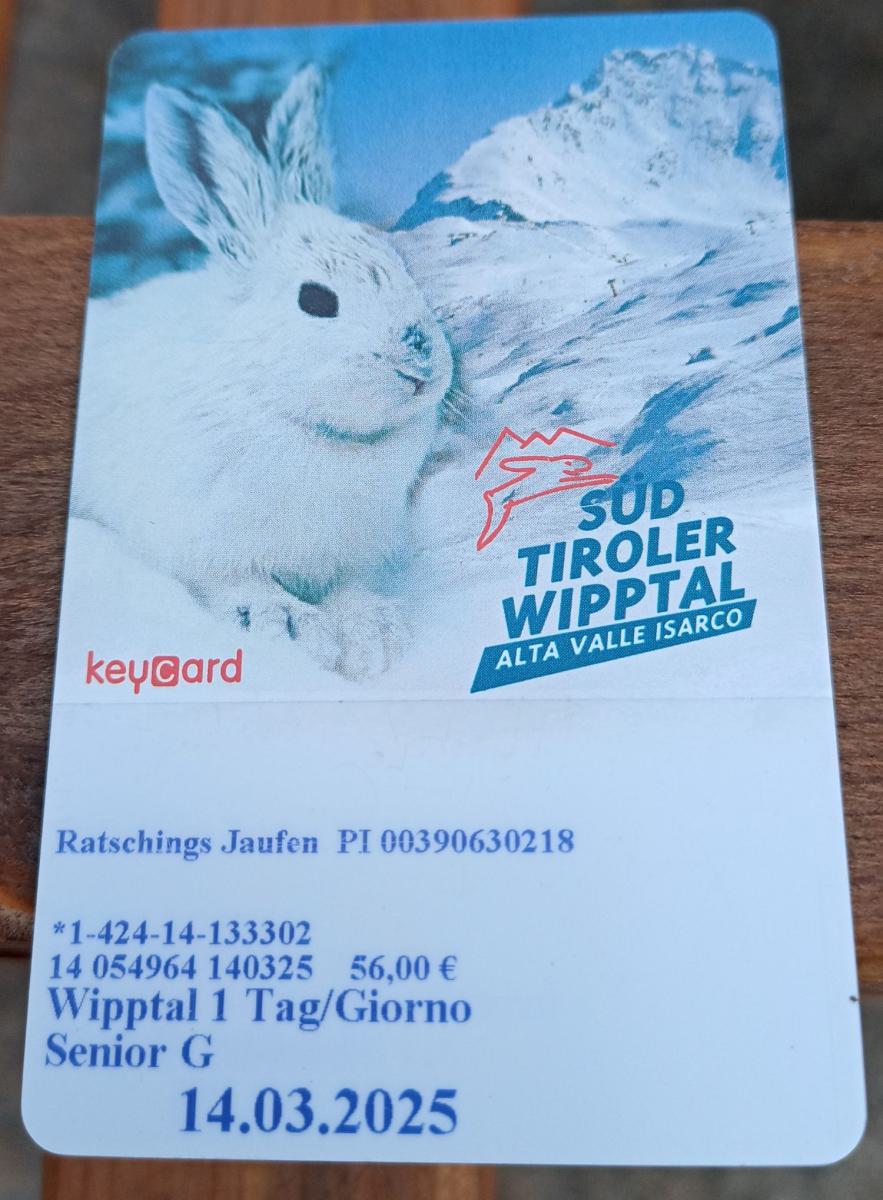 SÜD
TIROLER
WIPPTAL
ALTA VALLE ISARCO
keycard
Ratschings Jaufen PI 00390630218
*1-424-14-133302
14 054964 140325 56,00 €
Wipptal 1 Tag/Giorno
Senior G
14.03.2025